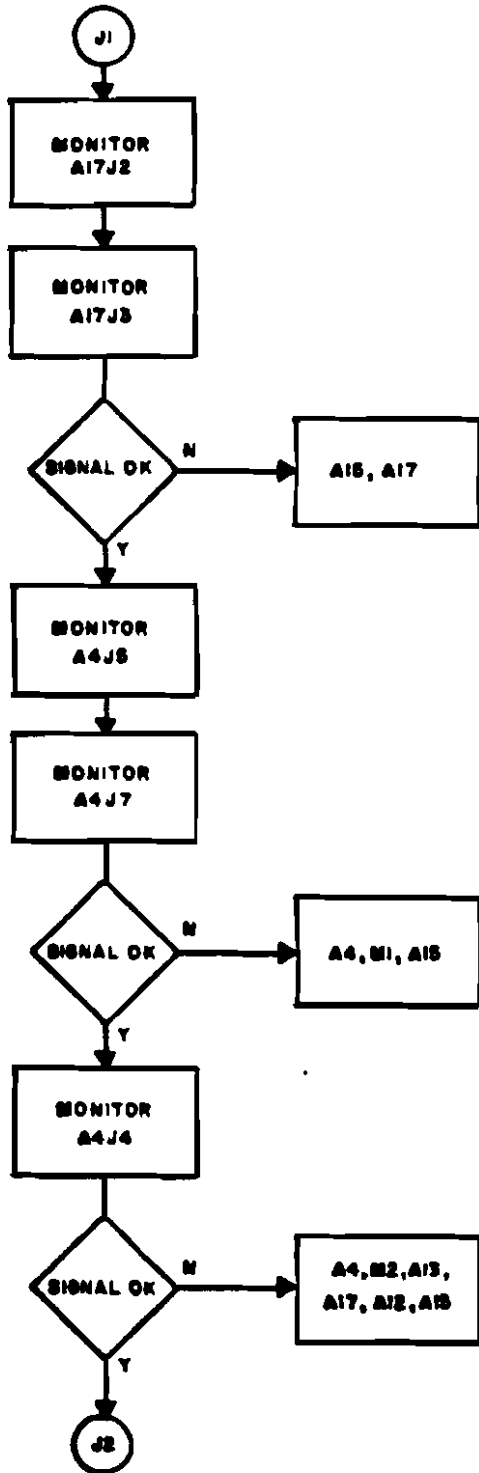 J1
MONITOR
A17J2
MONITOR
A17J3
SIGNAL OK
N
A15, A17
Y
MONITOR
A4J5
MONITOR
A4J7
SIGNAL OK
N
A4, M1, A15
Y
MONITOR
A4J4
SIGNAL OK
N
A4, M2, A13,
A17, A12, A15
Y
J2